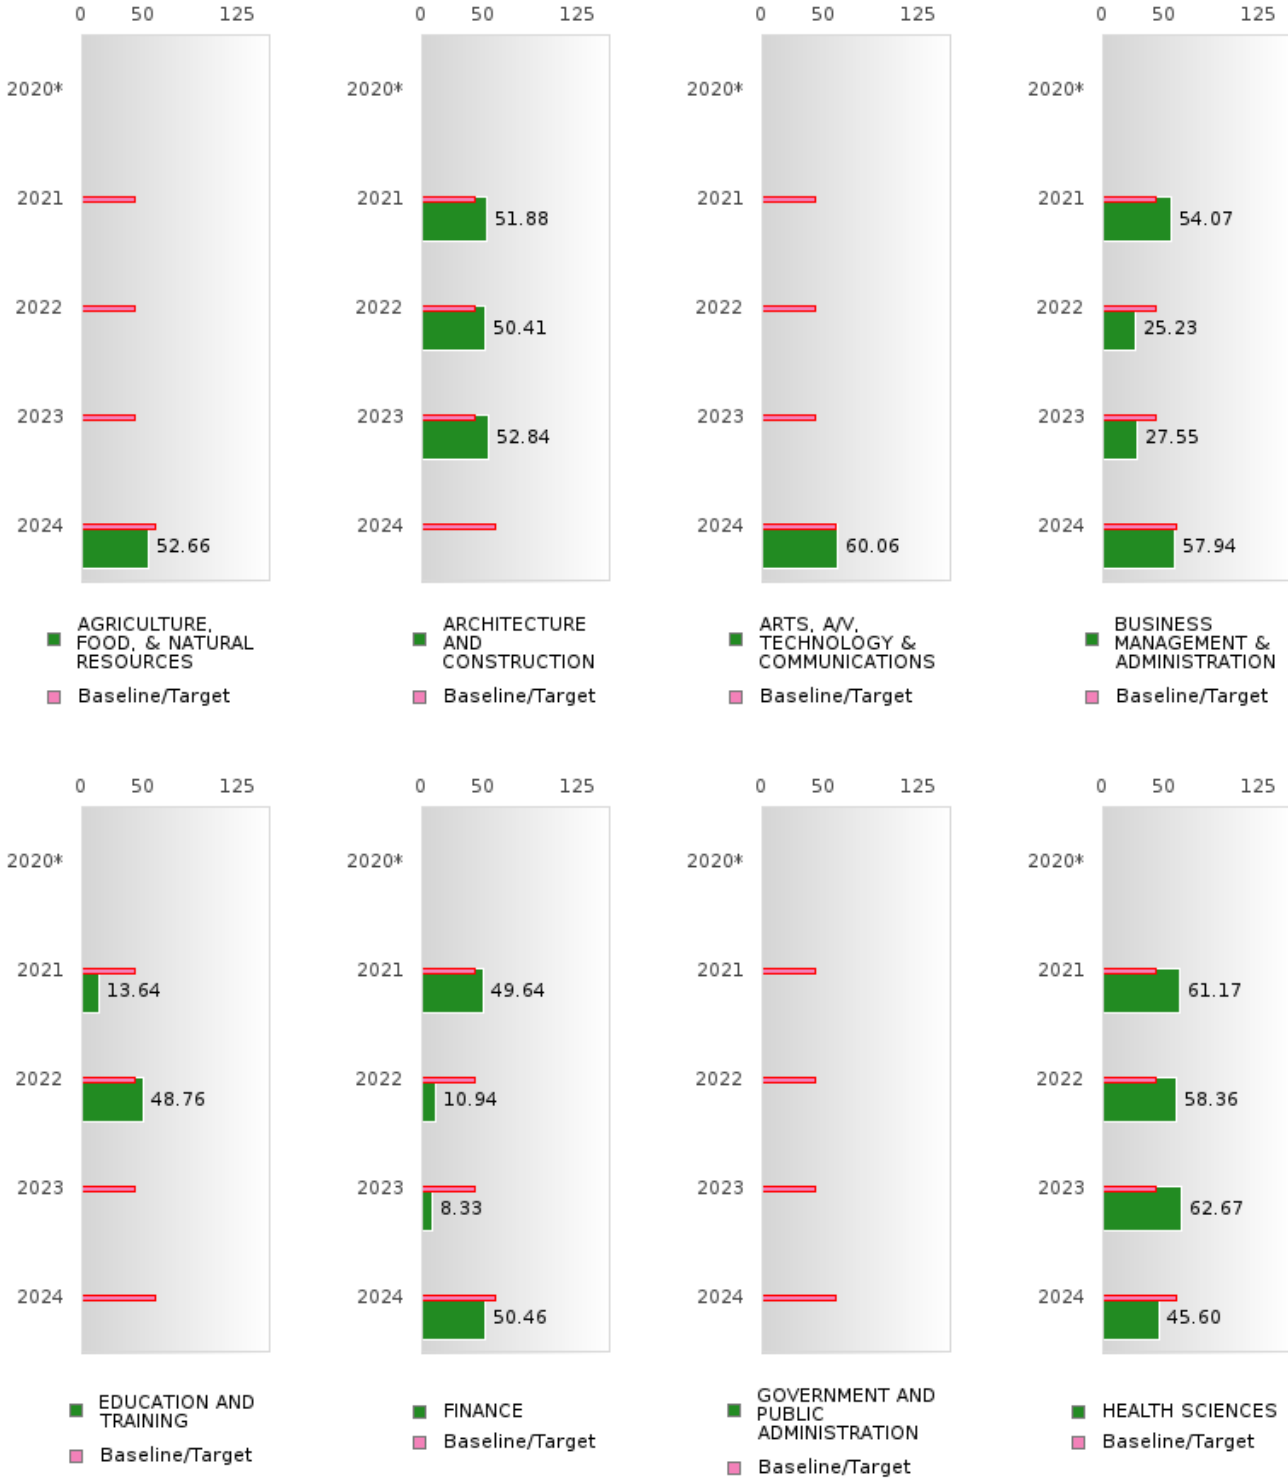 0 50 125 0 50 125 0 50 125 0 50 125
2020* 2020* 2020* 2020*
2021 2021 51.88 2021 2021 54.07
2022 2022 50.41 2022 2022 25.23
2023 2023 52.84 2023 2023 27.55
2024 52.66 2024 2024 60.06 2024 57.94
AGRICULTURE,
FOOD, & NATURAL
RESOURCES
Baseline/Target
ARCHITECTURE
AND
CONSTRUCTION
Baseline/Target
ARTS, A/V,
TECHNOLOGY &
COMMUNICATIONS
Baseline/Target
BUSINESS
MANAGEMENT &
ADMINISTRATION
Baseline/Target
0 50 125 0 50 125 0 50 125 0 50 125
2020* 2020* 2020* 2020*
2021 13.64 2021 49.64 2021 2021 61.17
2022 48.76 2022 10.94 2022 2022 58.36
2023 2023 8.33 2023 2023 62.67
2024 2024 50.46 2024 2024 45.60
EDUCATION AND
TRAINING
Baseline/Target
FINANCE
Baseline/Target
GOVERNMENT AND
PUBLIC
ADMINISTRATION
Baseline/Target
HEALTH SCIENCES
Baseline/Target